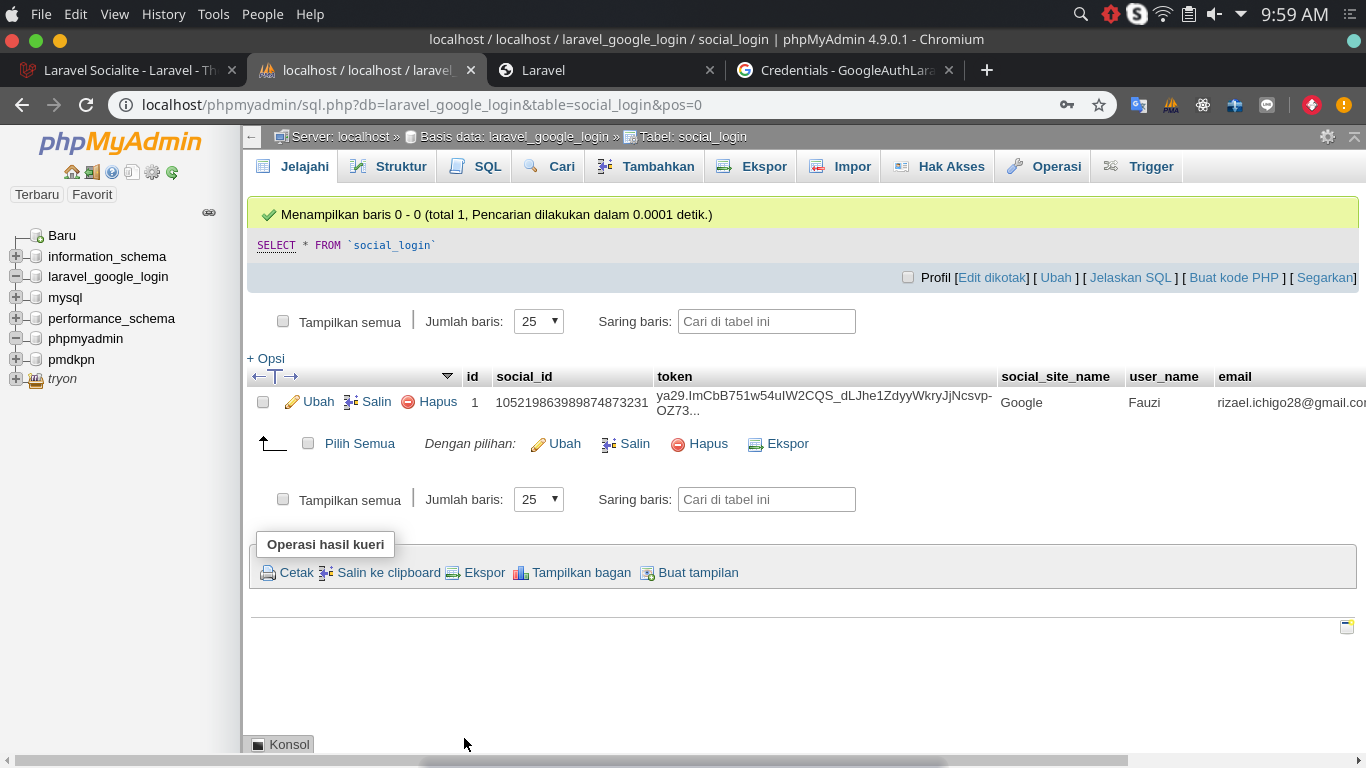 File Edit View History Tools People Help 9:59 AM
localhost / localhost / laravel_google_login / social_login | phpMyAdmin 4.9.0.1 - Chromium
Laravel Socialite - Laravel - Th
localhost / localhost / laravel_
Laravel
Credentials - GoogleAuthLara
localhost/phpmyadmin/sql.php?db=laravel_google_login&table=social_login&pos=0
phpMyAdmin
Terbaru Favorit
Baru
information_schema
laravel_google_login
mysql
performance_schema
phpmyadmin
pmdkpn
tryon
Server: localhost » Basis data: laravel_google_login » Tabel: social_login
Jelajahi Struktur SQL Cari Tambahkan Ekspor Impor Hak Akses Operasi Trigger
Menampilkan baris 0 - 0 (total 1, Pencarian dilakukan dalam 0.0001 detik.)
SELECT * FROM `social_login`
Profil [Edit dikotak] [ Ubah ] [ Jelaskan SQL ] [ Buat kode PHP ] [ Segarkan]
Tampilkan semua Jumlah baris: 25 Saring baris: Cari di tabel ini
+ Opsi
id social_id token social_site_name user_name email
Ubah Salin Hapus 1 105219863989874873231 ya29.ImCbB751w54uIW2CQS_dLJhe1ZdyyWkryJjNcsvp-
OZ73... Google Fauzi rizael.ichigo28@gmail.com
Pilih Semua Dengan pilihan: Ubah Salin Hapus Ekspor
Tampilkan semua Jumlah baris: 25 Saring baris: Cari di tabel ini
Operasi hasil kueri
Cetak Salin ke clipboard Ekspor Tampilkan bagan Buat tampilan
Konsol